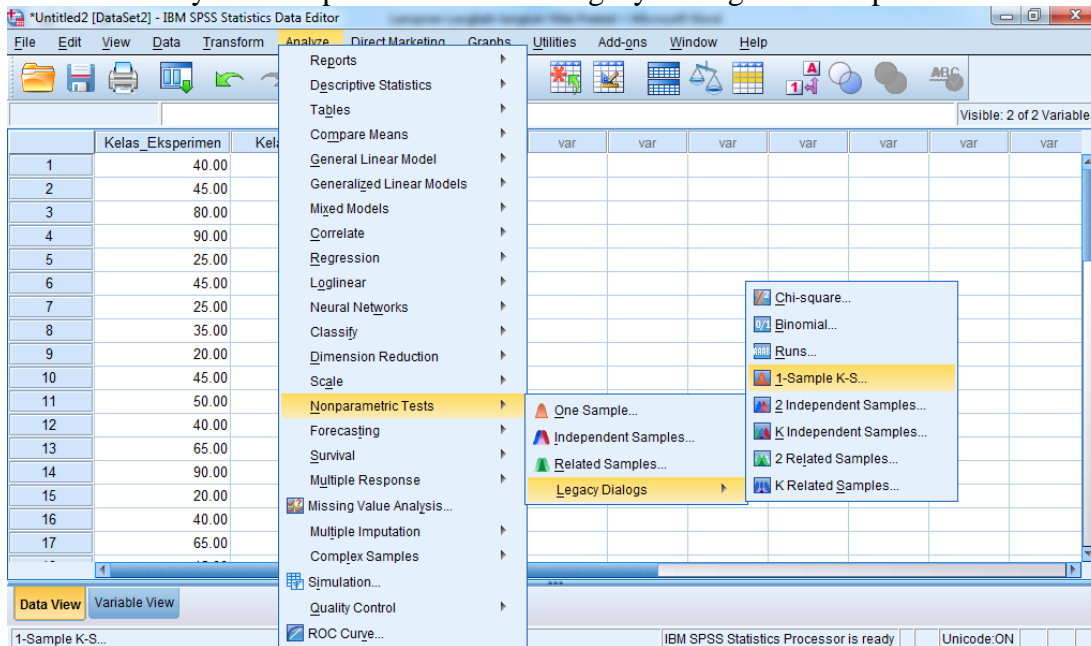 *Untitled2 [DataSet2] - IBM SPSS Statistics Data Editor
File Edit View Data Transform Analyze Direct Marketing Graphs Utilities Add-ons Window Help
Visible: 2 of 2 Variable
Kelas_Eksperimen var var var var var var var
1 40.00
2 45.00
3 80.00
4 90.00
5 25.00
6 45.00
7 25.00
8 35.00
9 20.00
10 45.00
11 50.00
12 40.00
13 65.00
14 90.00
15 20.00
16 40.00
17 65.00
Reports
Descriptive Statistics
Tables
Compare Means
General Linear Model
Generalized Linear Models
Mixed Models
Correlate
Regression
Loglinear
Neural Networks
Classify
Dimension Reduction
Scale
Nonparametric Tests
Forecasting
Survival
Multiple Response
Missing Value Analysis...
Multiple Imputation
Complex Samples
Simulation...
Quality Control
ROC Curve...
One Sample...
Independent Samples...
Related Samples...
Legacy Dialogs
Chi-square...
Binomial...
Runs...
1-Sample K-S...
2 Independent Samples...
K Independent Samples...
2 Related Samples...
K Related Samples...
Data View Variable View
1-Sample K-S... IBM SPSS Statistics Processor is ready Unicode:ON